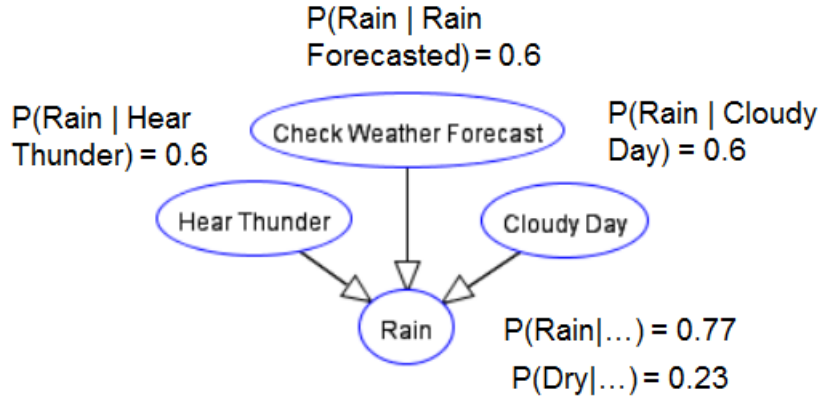 P(Rain | Rain
Forecasted) = 0.6
P(Rain | Hear
Thunder) = 0.6
Check Weather Forecast
P(Rain | Cloudy
Day) = 0.6
Hear Thunder
Cloudy Day
Rain
P(Rain|…) = 0.77
P(Dry|…) = 0.23